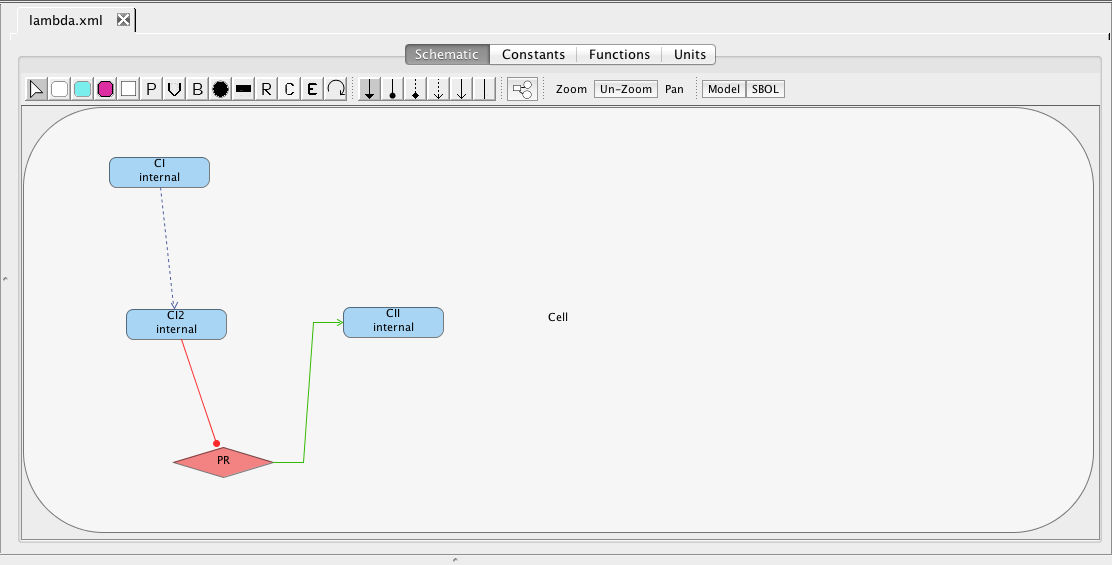 lambda.xml
Schematic Constants Functions Units
P V B R C E Zoom Un-Zoom Pan Model SBOL
CI
internal
CI2
internal
CII
internal
Cell
PR